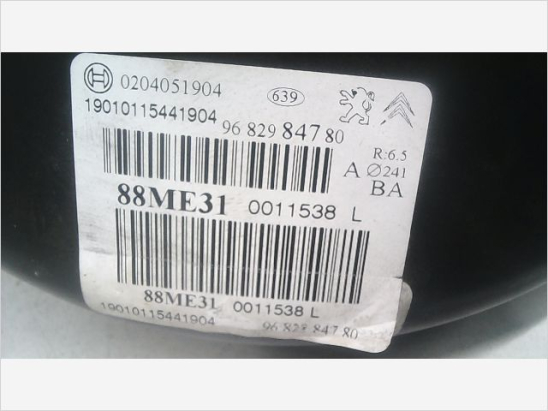 0204051904 639
19010115441904
96 829 847 80
R:6.5
A Ø241
BA
88ME31 0011538 L
88ME31 0011538 L
19010115441904 96 829 847 80